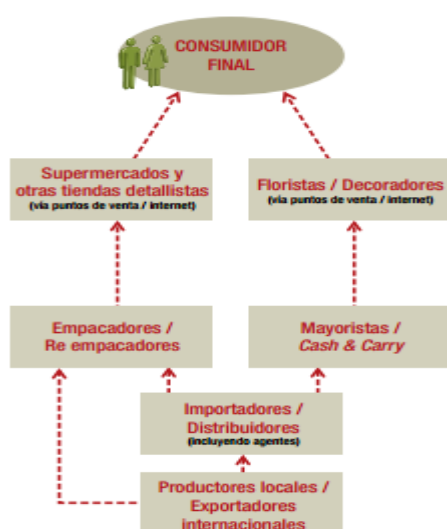 CONSUMIDOR
FINAL
Supermercados y
otras tiendas detallistas
(vía puntos de venta / internet)
Floristas / Decoradores
(vía puntos de venta / internet)
Empacadores /
Re empacadores
Mayoristas /
Cash & Carry
Importadores /
Distribuidores
(incluyendo agentes)
Productores locales /
Exportadores
internacionales